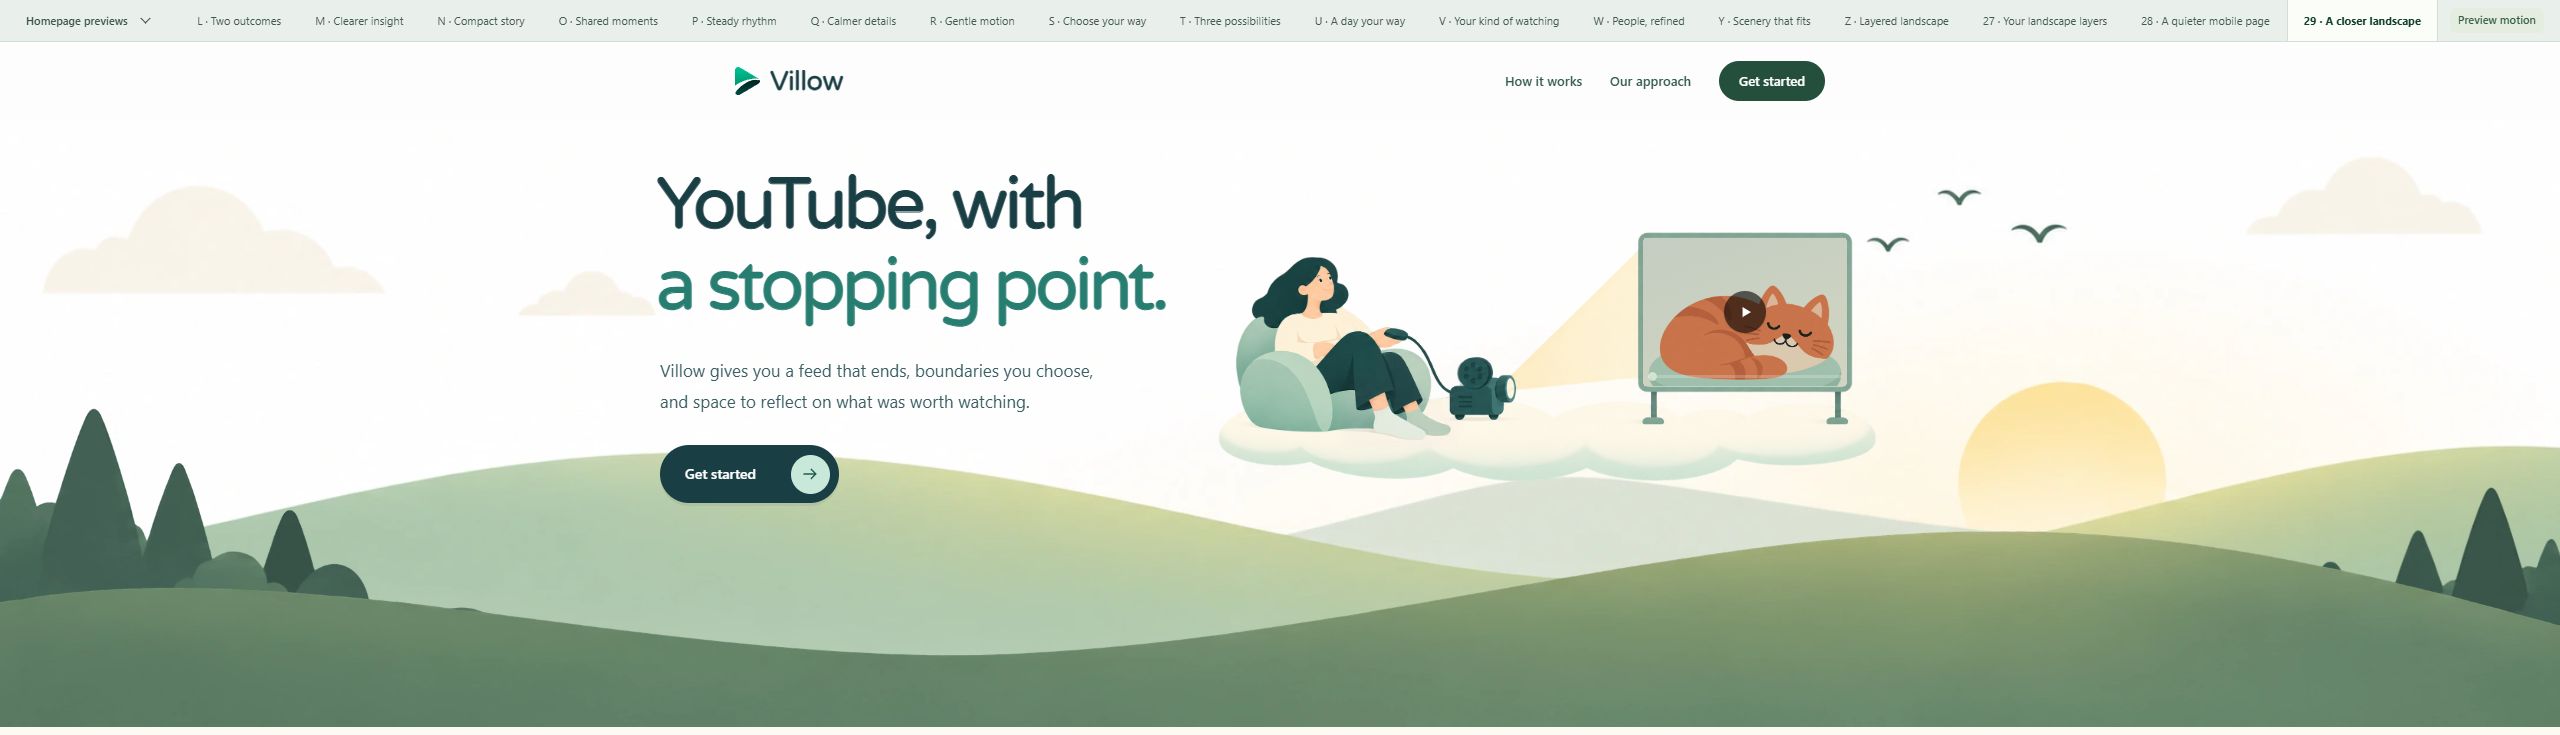 Homepage previews
L · Two outcomes
M · Clearer insight
N · Compact story
O · Shared moments
P · Steady rhythm
Q · Calmer details
R · Gentle motion
S · Choose your way
T · Three possibilities
U · A day your way
V · Your kind of watching
W · People, refined
Y · Scenery that fits
Z · Layered landscape
27 · Your landscape layers
28 · A quieter mobile page
29 · A closer landscape
Preview motion
Villow
How it works
Our approach
Get started
YouTube, with
a stopping point.
Villow gives you a feed that ends, boundaries you choose,
and space to reflect on what was worth watching.
Get started